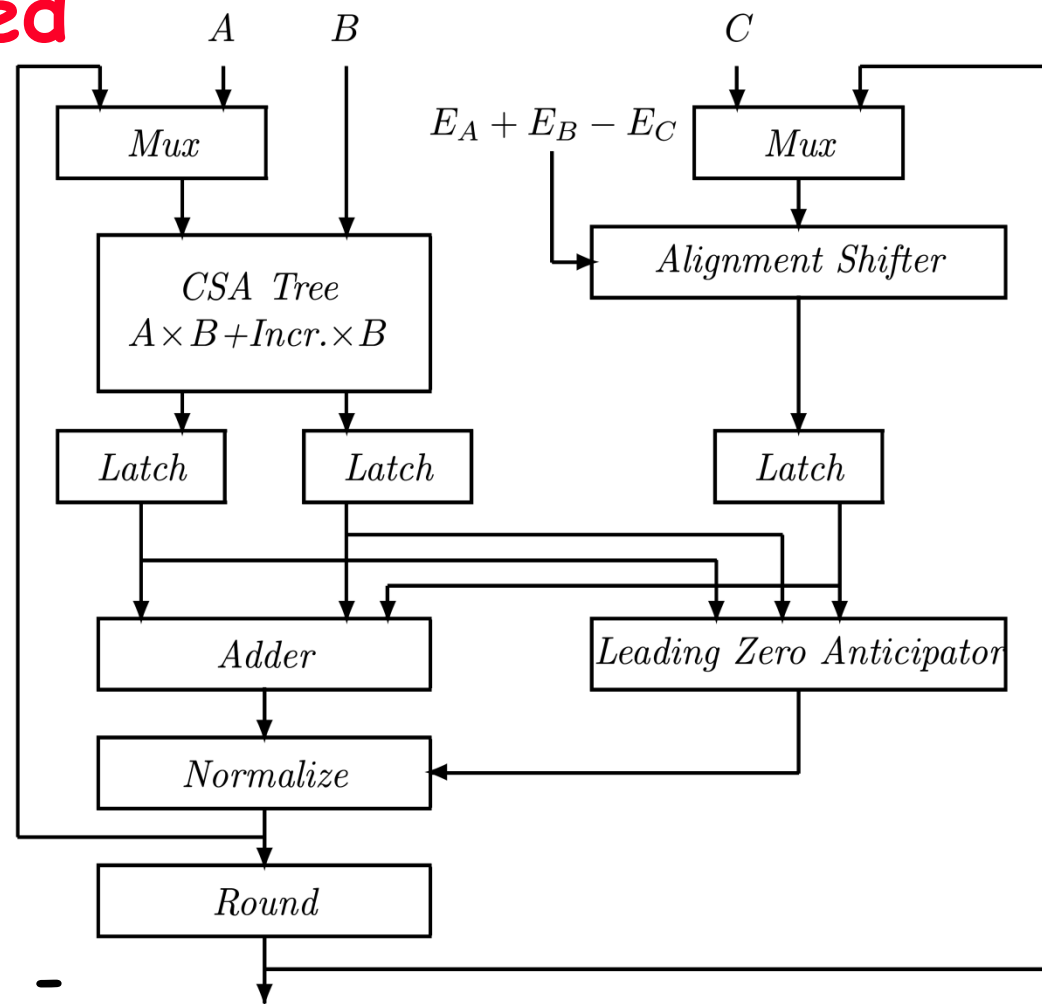 ed
A B C
E_A + E_B − E_C
Mux Mux
Alignment Shifter
CSA Tree
A×B+Incr.×B
Latch Latch Latch
Adder Leading Zero Anticipator
Normalize
Round
-